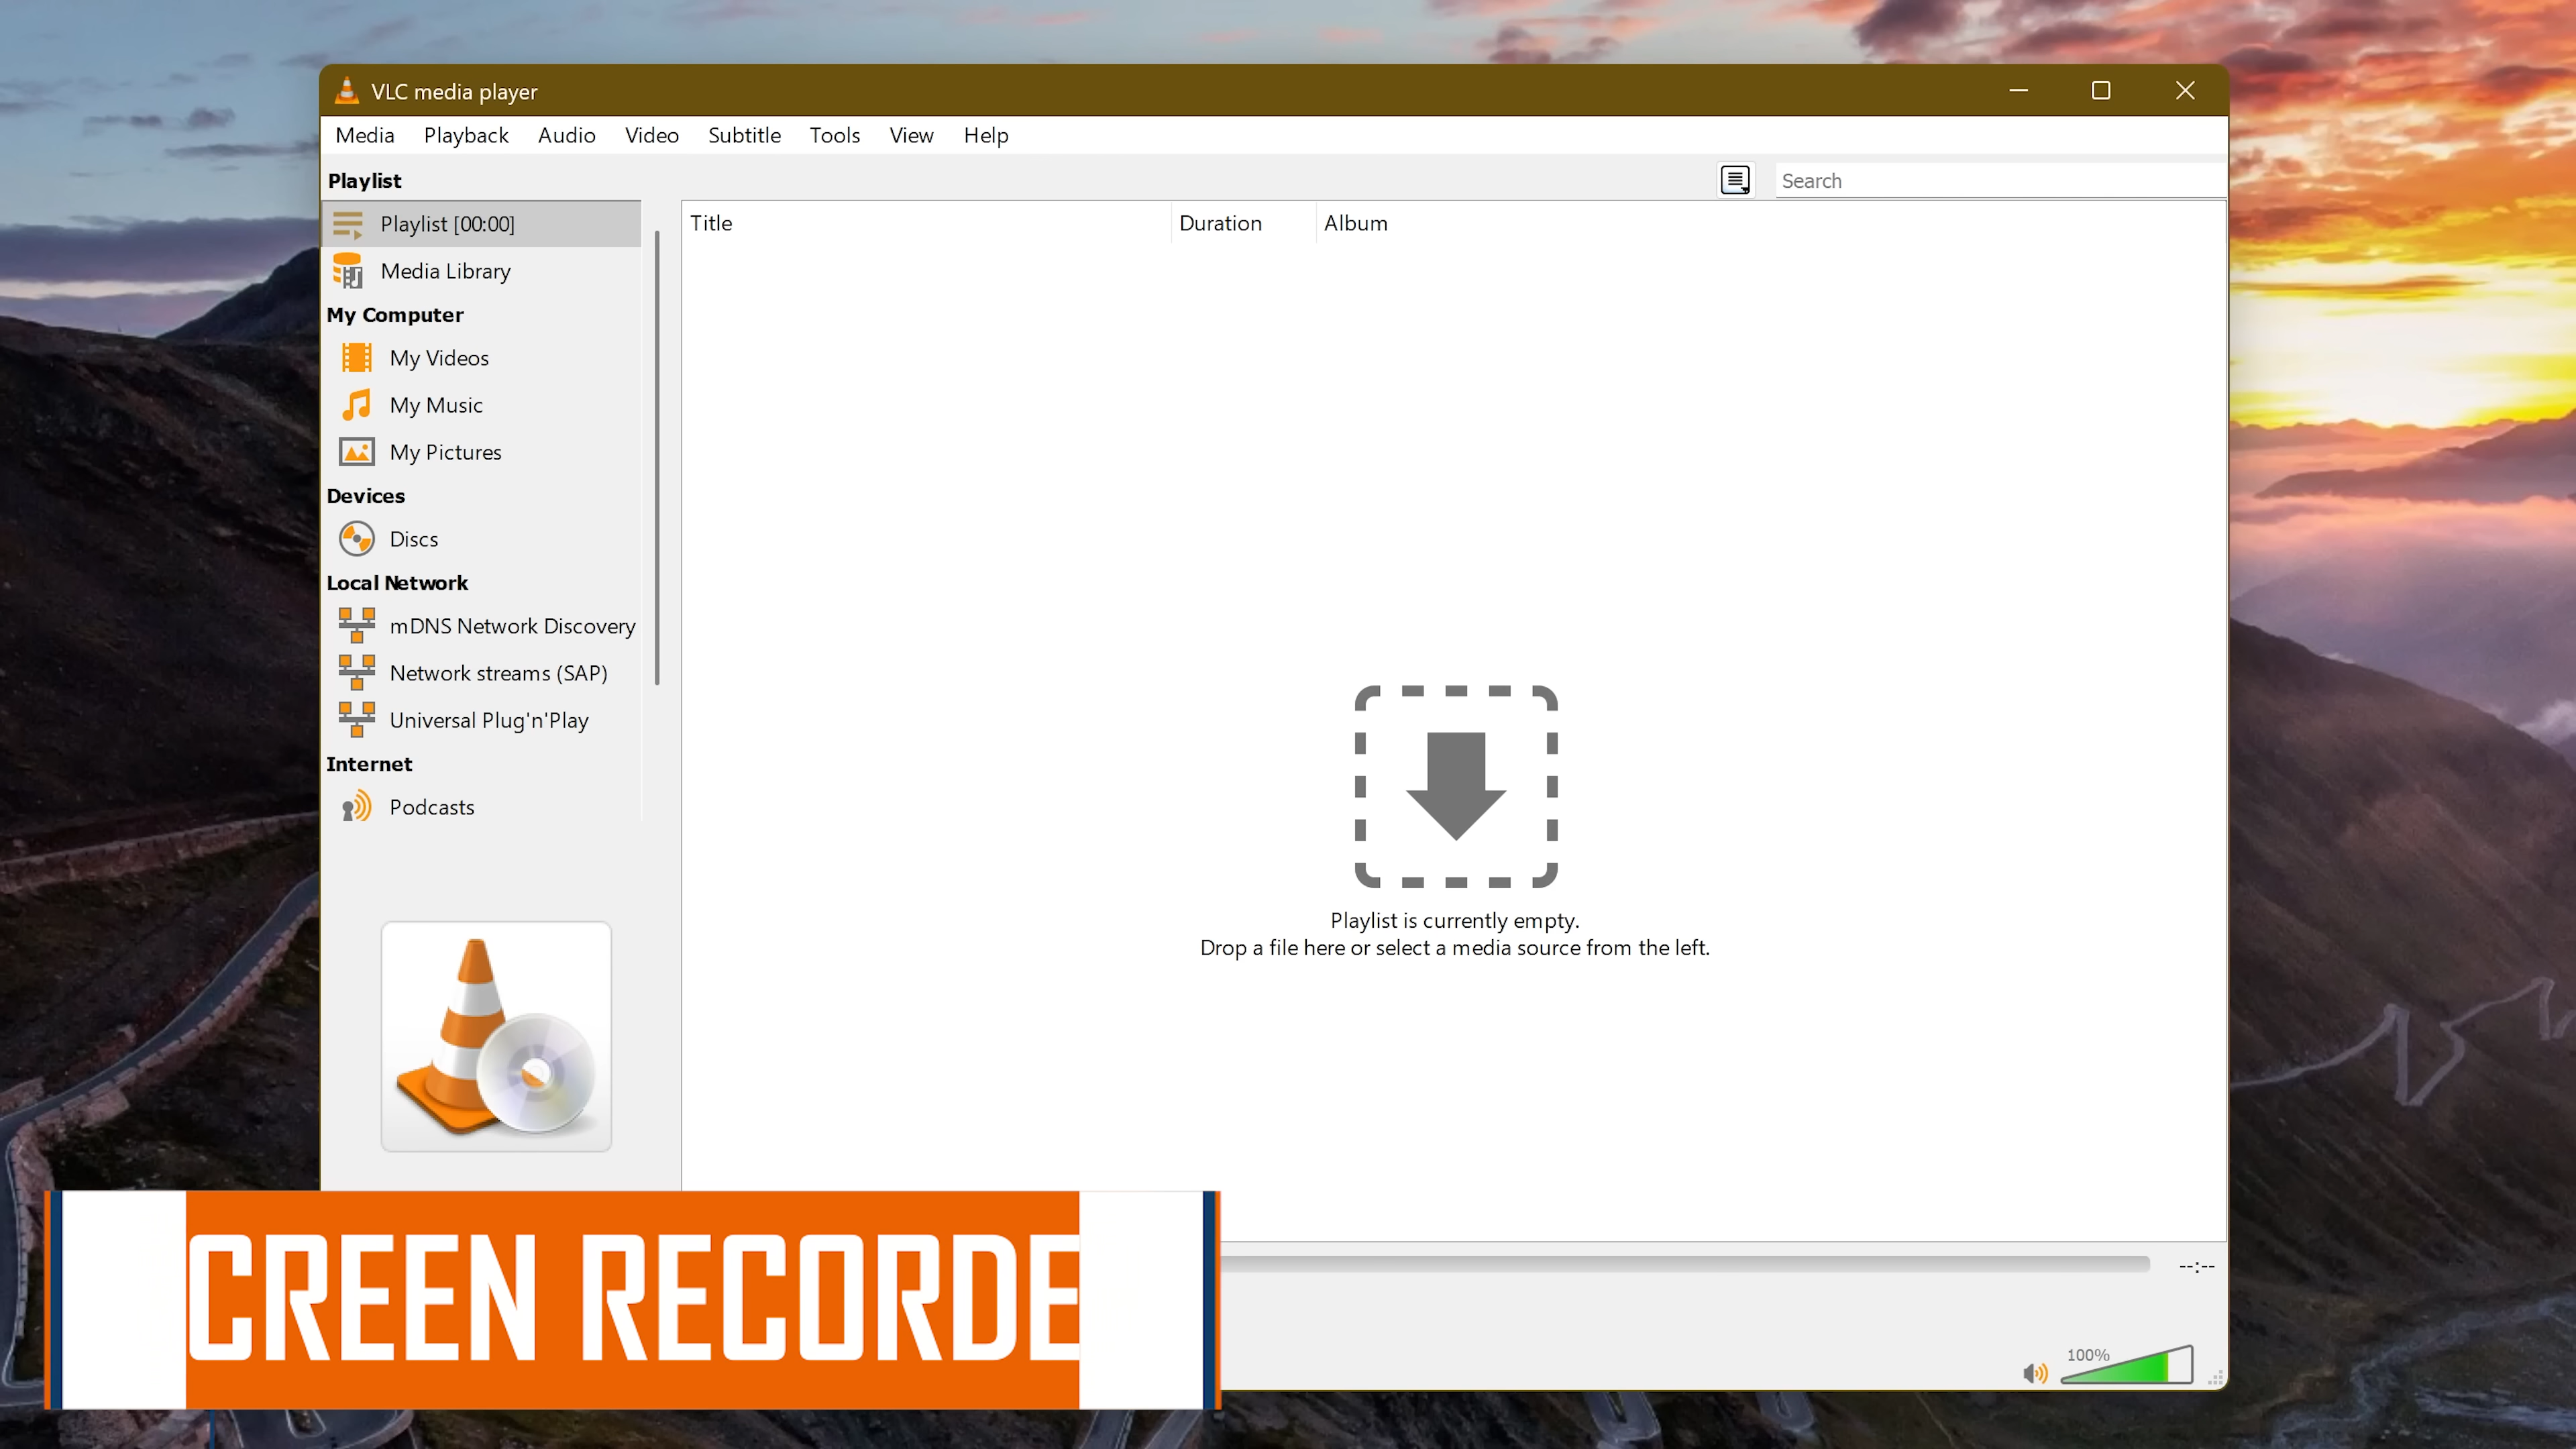 VLC media player
Media Playback Audio Video Subtitle Tools View Help
Playlist
Search
Playlist [00:00]
Title Duration Album
Media Library
My Computer
My Videos
My Music
My Pictures
Devices
Discs
Local Network
mDNS Network Discovery
Network streams (SAP)
Universal Plug'n'Play
Internet
Podcasts
Playlist is currently empty.
Drop a file here or select a media source from the left.
CREEN RECORDE
--:--
100%